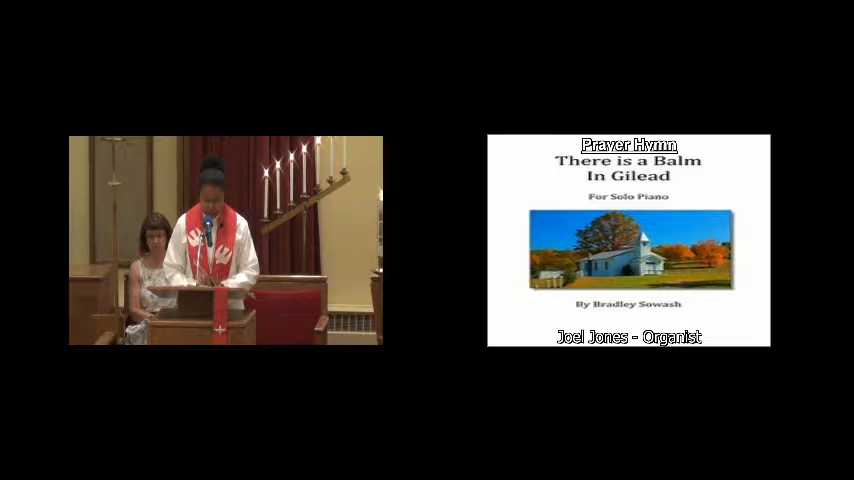 Prayer Hymn
There is a Balm
In Gilead
For Solo Piano
By Bradley Sowash
Joel Jones - Organist